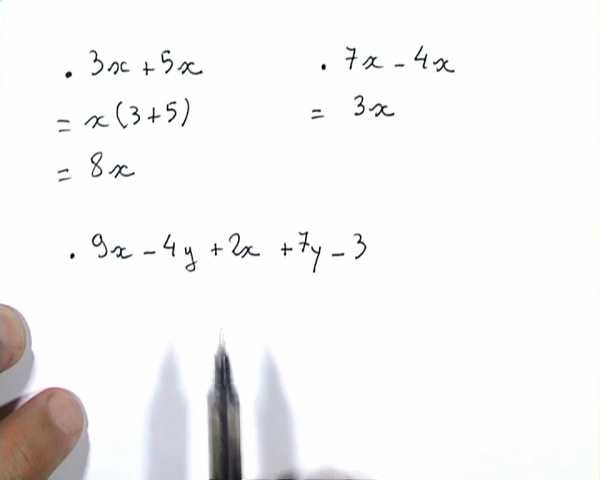 . 3x + 5x
= x(3+5)
= 8x
. 7x - 4x
= 3x
. 9x - 4y + 2x + 7y - 3